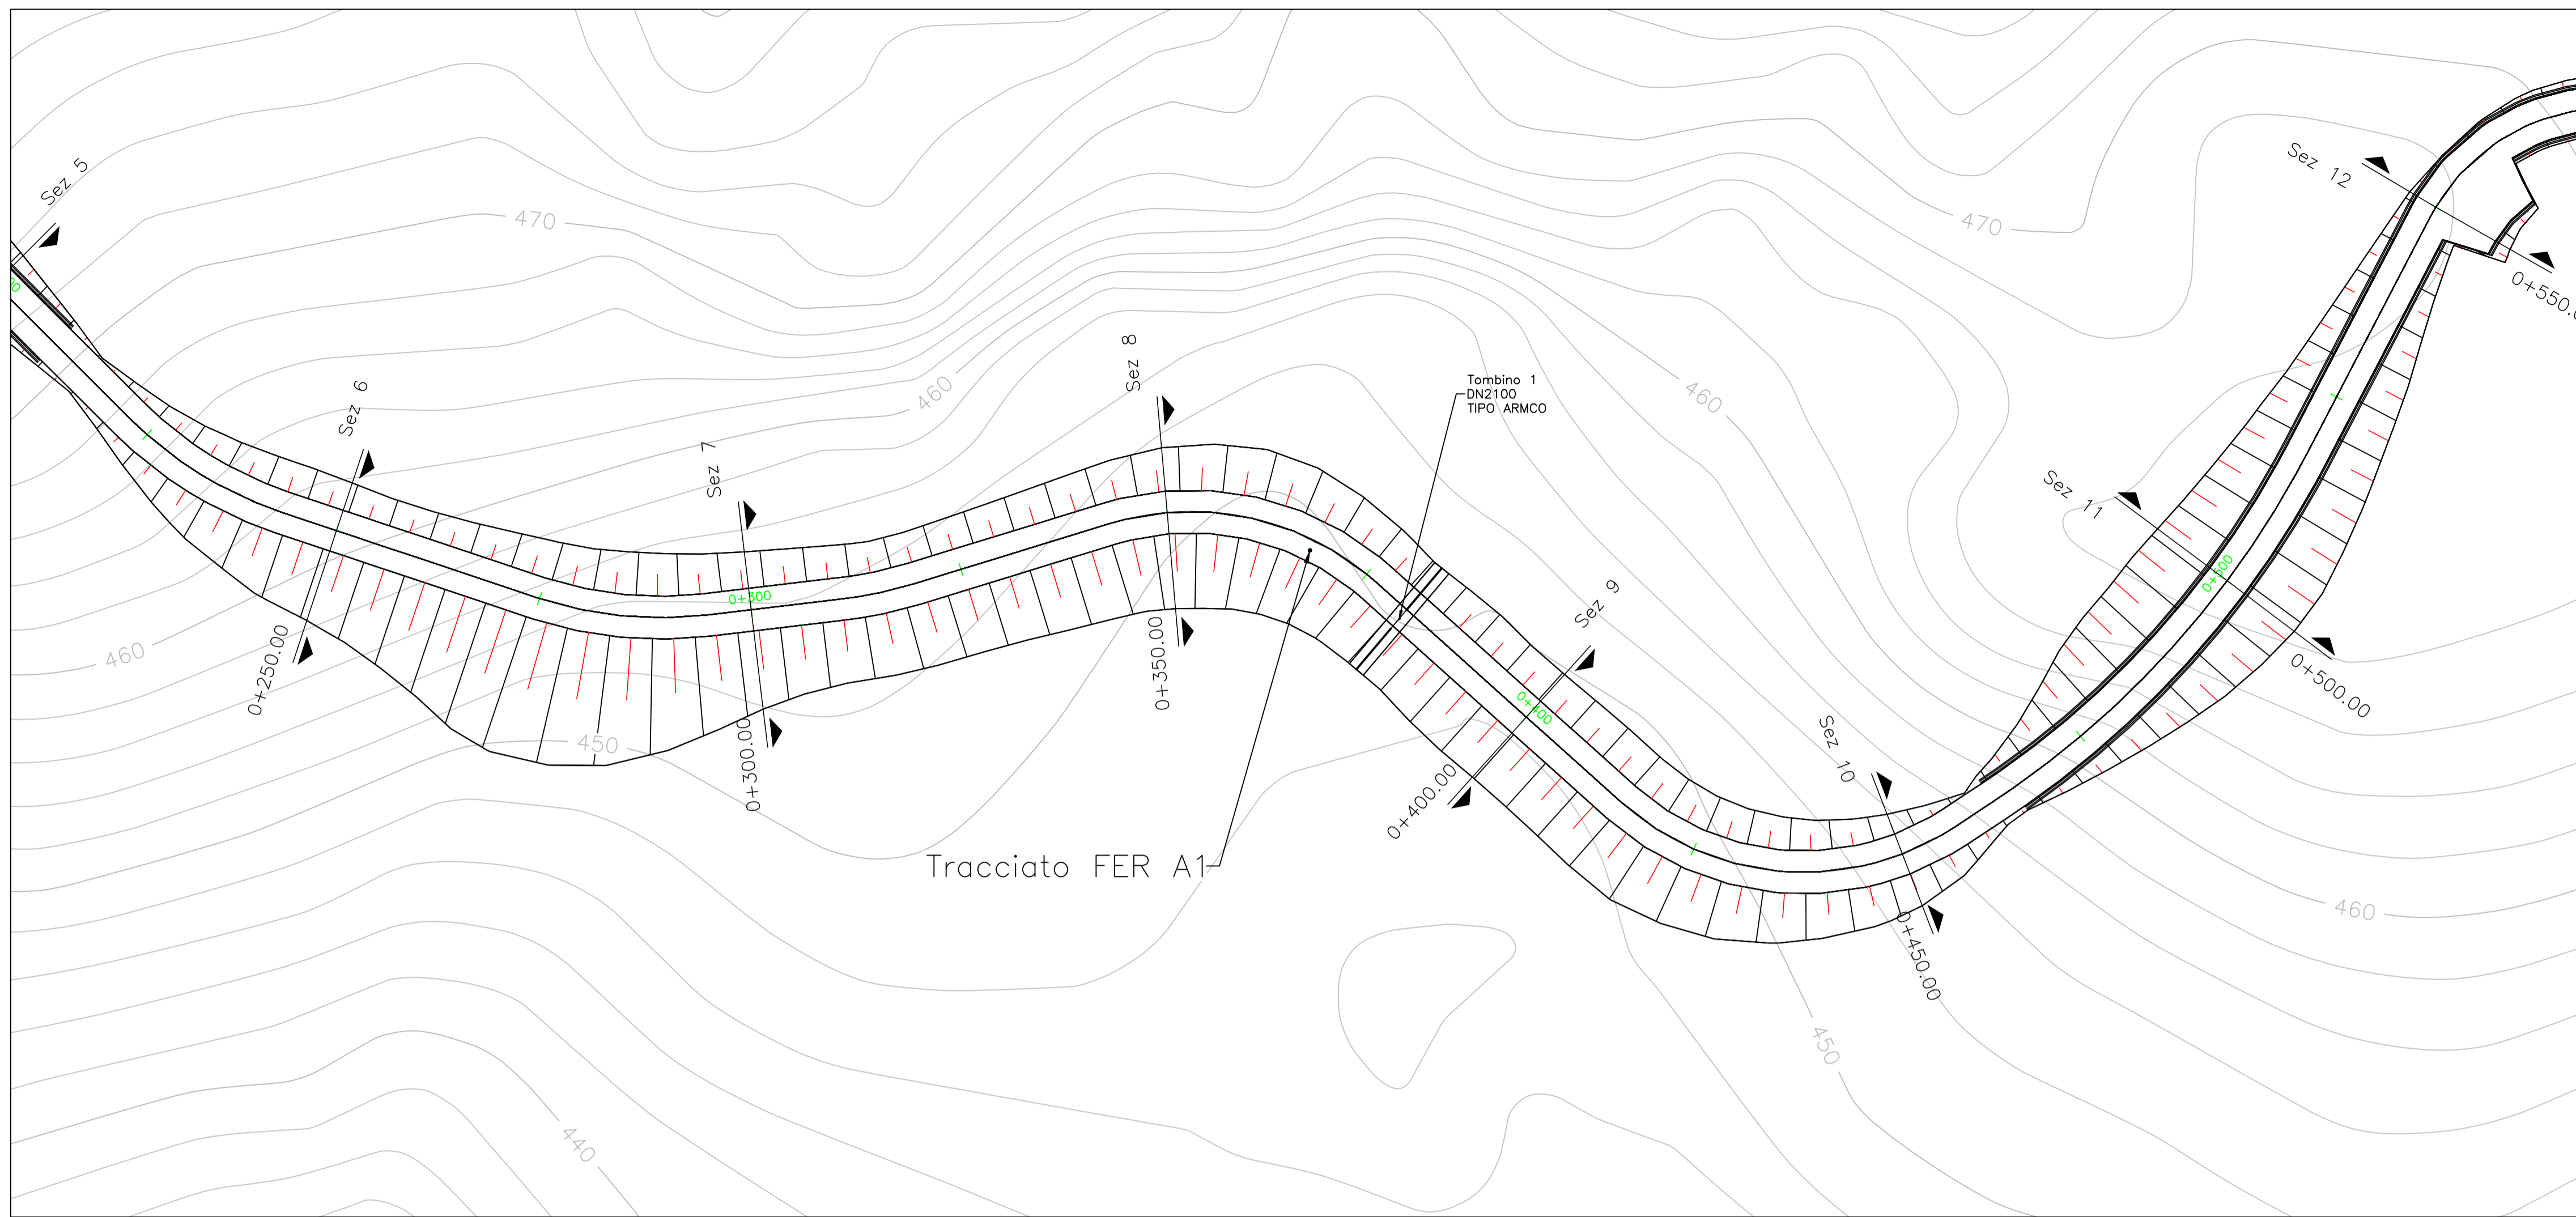 Sez 5
470
470
Sez 12
0+550.
Sez 6
Sez 8
460
460
Tombino 1
DN2100
TIPO ARMCO
Sez 7
Sez 11
0+500
0+300
Sez 9
460
0+250.00
0+350.00
0+400
0+500.00
450
0+300.00
0+400.00
Sez 10
Tracciato FER A1
460
0+450.00
450
440